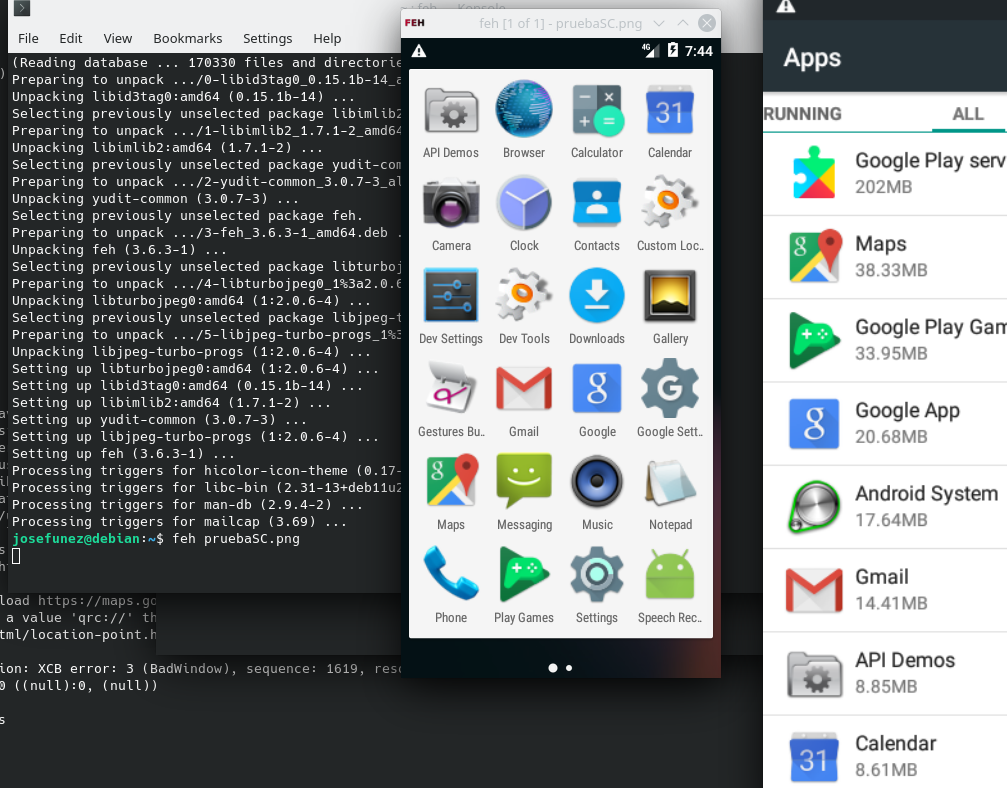 File Edit View Bookmarks Settings Help
(Reading database ... 170330 files and directorie
Preparing to unpack .../0-libid3tag0_0.15.1b-14_a
Unpacking libid3tag0:amd64 (0.15.1b-14) ...
Selecting previously unselected package libimlib2
Preparing to unpack .../1-libimlib2_1.7.1-2_amd64
Unpacking libimlib2:amd64 (1.7.1-2) ...
Selecting previously unselected package yudit-com
Preparing to unpack .../2-yudit-common_3.0.7-3_al
Unpacking yudit-common (3.0.7-3) ...
Selecting previously unselected package feh.
Preparing to unpack .../3-feh_3.6.3-1_amd64.deb .
Unpacking feh (3.6.3-1) ...
Selecting previously unselected package libturboj
Preparing to unpack .../4-libturbojpeg0_1%3a2.0.6
Unpacking libturbojpeg0:amd64 (1:2.0.6-4) ...
Selecting previously unselected package libjpeg-t
Preparing to unpack .../5-libjpeg-turbo-progs_1%3
Unpacking libjpeg-turbo-progs (1:2.0.6-4) ...
Setting up libturbojpeg0:amd64 (1:2.0.6-4) ...
Setting up libid3tag0:amd64 (0.15.1b-14) ...
Setting up libimlib2:amd64 (1.7.1-2) ...
Setting up yudit-common (3.0.7-3) ...
Setting up libjpeg-turbo-progs (1:2.0.6-4) ...
Setting up feh (3.6.3-1) ...
Processing triggers for hicolor-icon-theme (0.17-
Processing triggers for libc-bin (2.31-13+deb11u2
Processing triggers for man-db (2.9.4-2) ...
Processing triggers for mailcap (3.69) ...
josefunez@debian:~$ feh pruebaSC.png
load https://maps.go
a value 'qrc://' th
tml/location-point.h
ion: XCB error: 3 (BadWindow), sequence: 1619, reso
0 ((null):0, (null))
s
FEH feh [1 of 1] - pruebaSC.png
4G 7:44
API Demos Browser Calculator Calendar
Camera Clock Contacts Custom Loc..
Dev Settings Dev Tools Downloads Gallery
Gestures Bu.. Gmail Google Google Sett..
Maps Messaging Music Notepad
Phone Play Games Settings Speech Rec..
Apps
RUNNING ALL
Google Play serv
202MB
Maps
38.33MB
Google Play Gam
33.95MB
Google App
20.68MB
Android System
17.64MB
Gmail
14.41MB
API Demos
8.85MB
Calendar
8.61MB